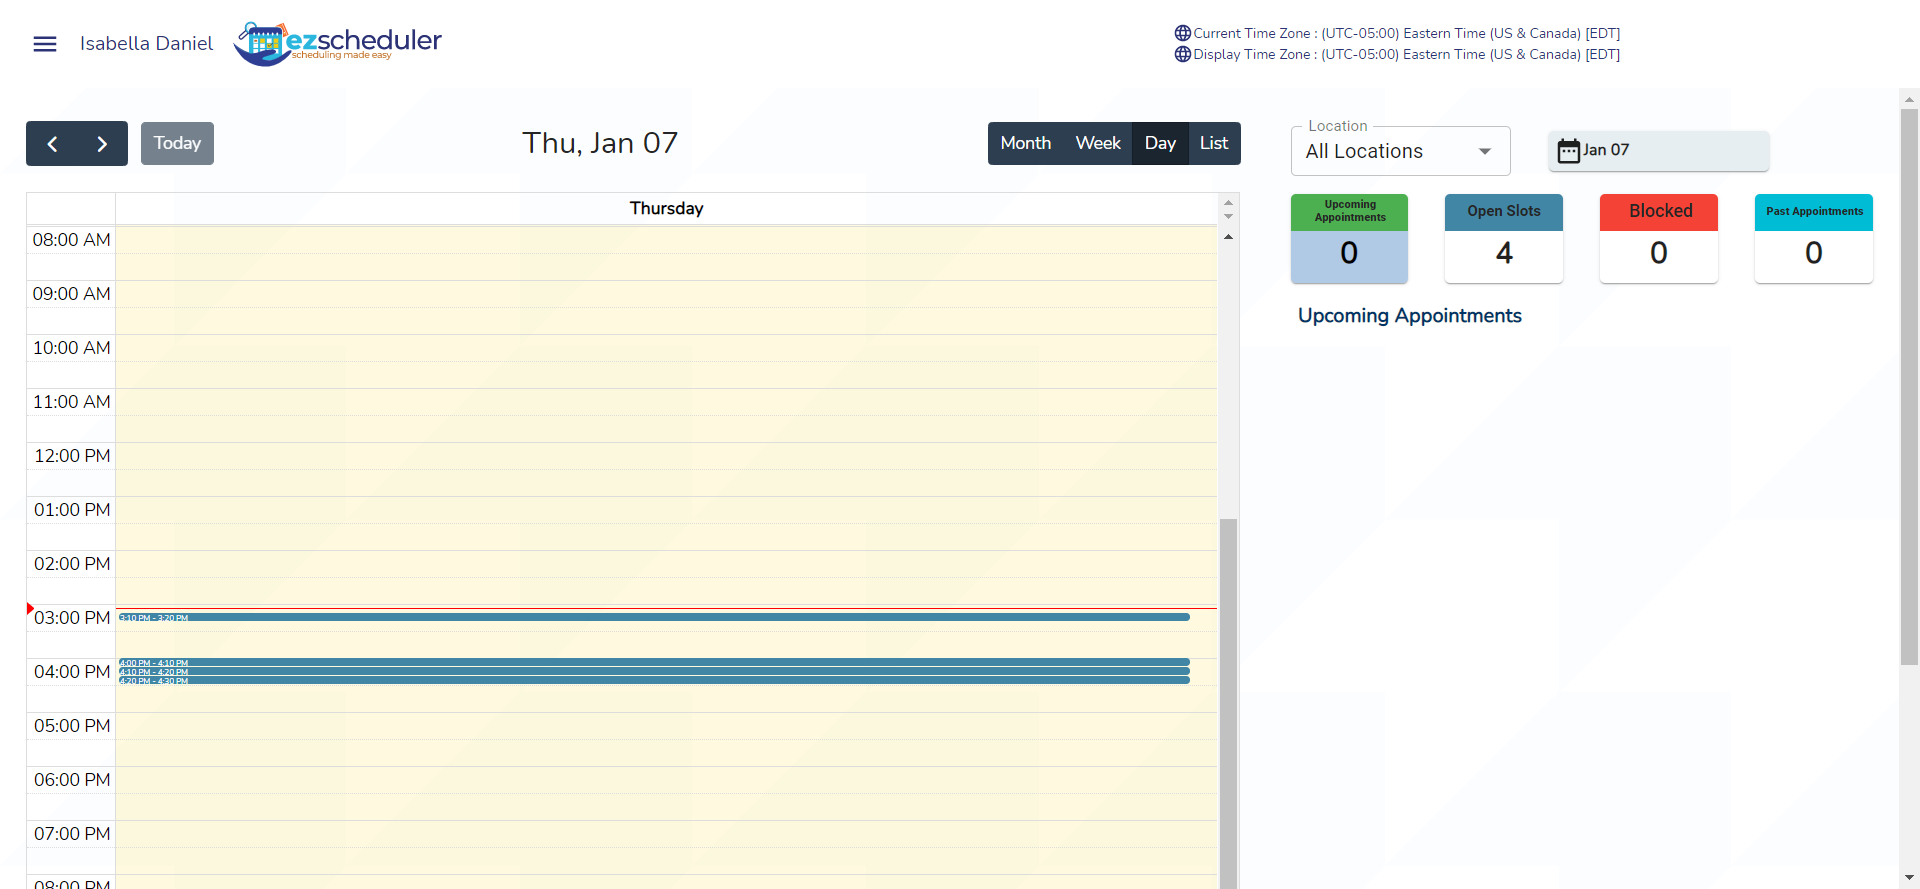 Isabella Daniel
ezscheduler
scheduling made easy
Current Time Zone : (UTC-05:00) Eastern Time (US & Canada) [EDT]
Display Time Zone : (UTC-05:00) Eastern Time (US & Canada) [EDT]
Today
Thu, Jan 07
Month Week Day List
Location
All Locations
Jan 07
Upcoming Appointments
0
Open Slots
4
Blocked
0
Past Appointments
0
Upcoming Appointments
Thursday
08:00 AM
09:00 AM
10:00 AM
11:00 AM
12:00 PM
01:00 PM
02:00 PM
03:00 PM
3:10 PM - 3:20 PM
04:00 PM
4:00 PM - 4:10 PM
4:10 PM - 4:20 PM
4:20 PM - 4:30 PM
05:00 PM
06:00 PM
07:00 PM
08:00 PM